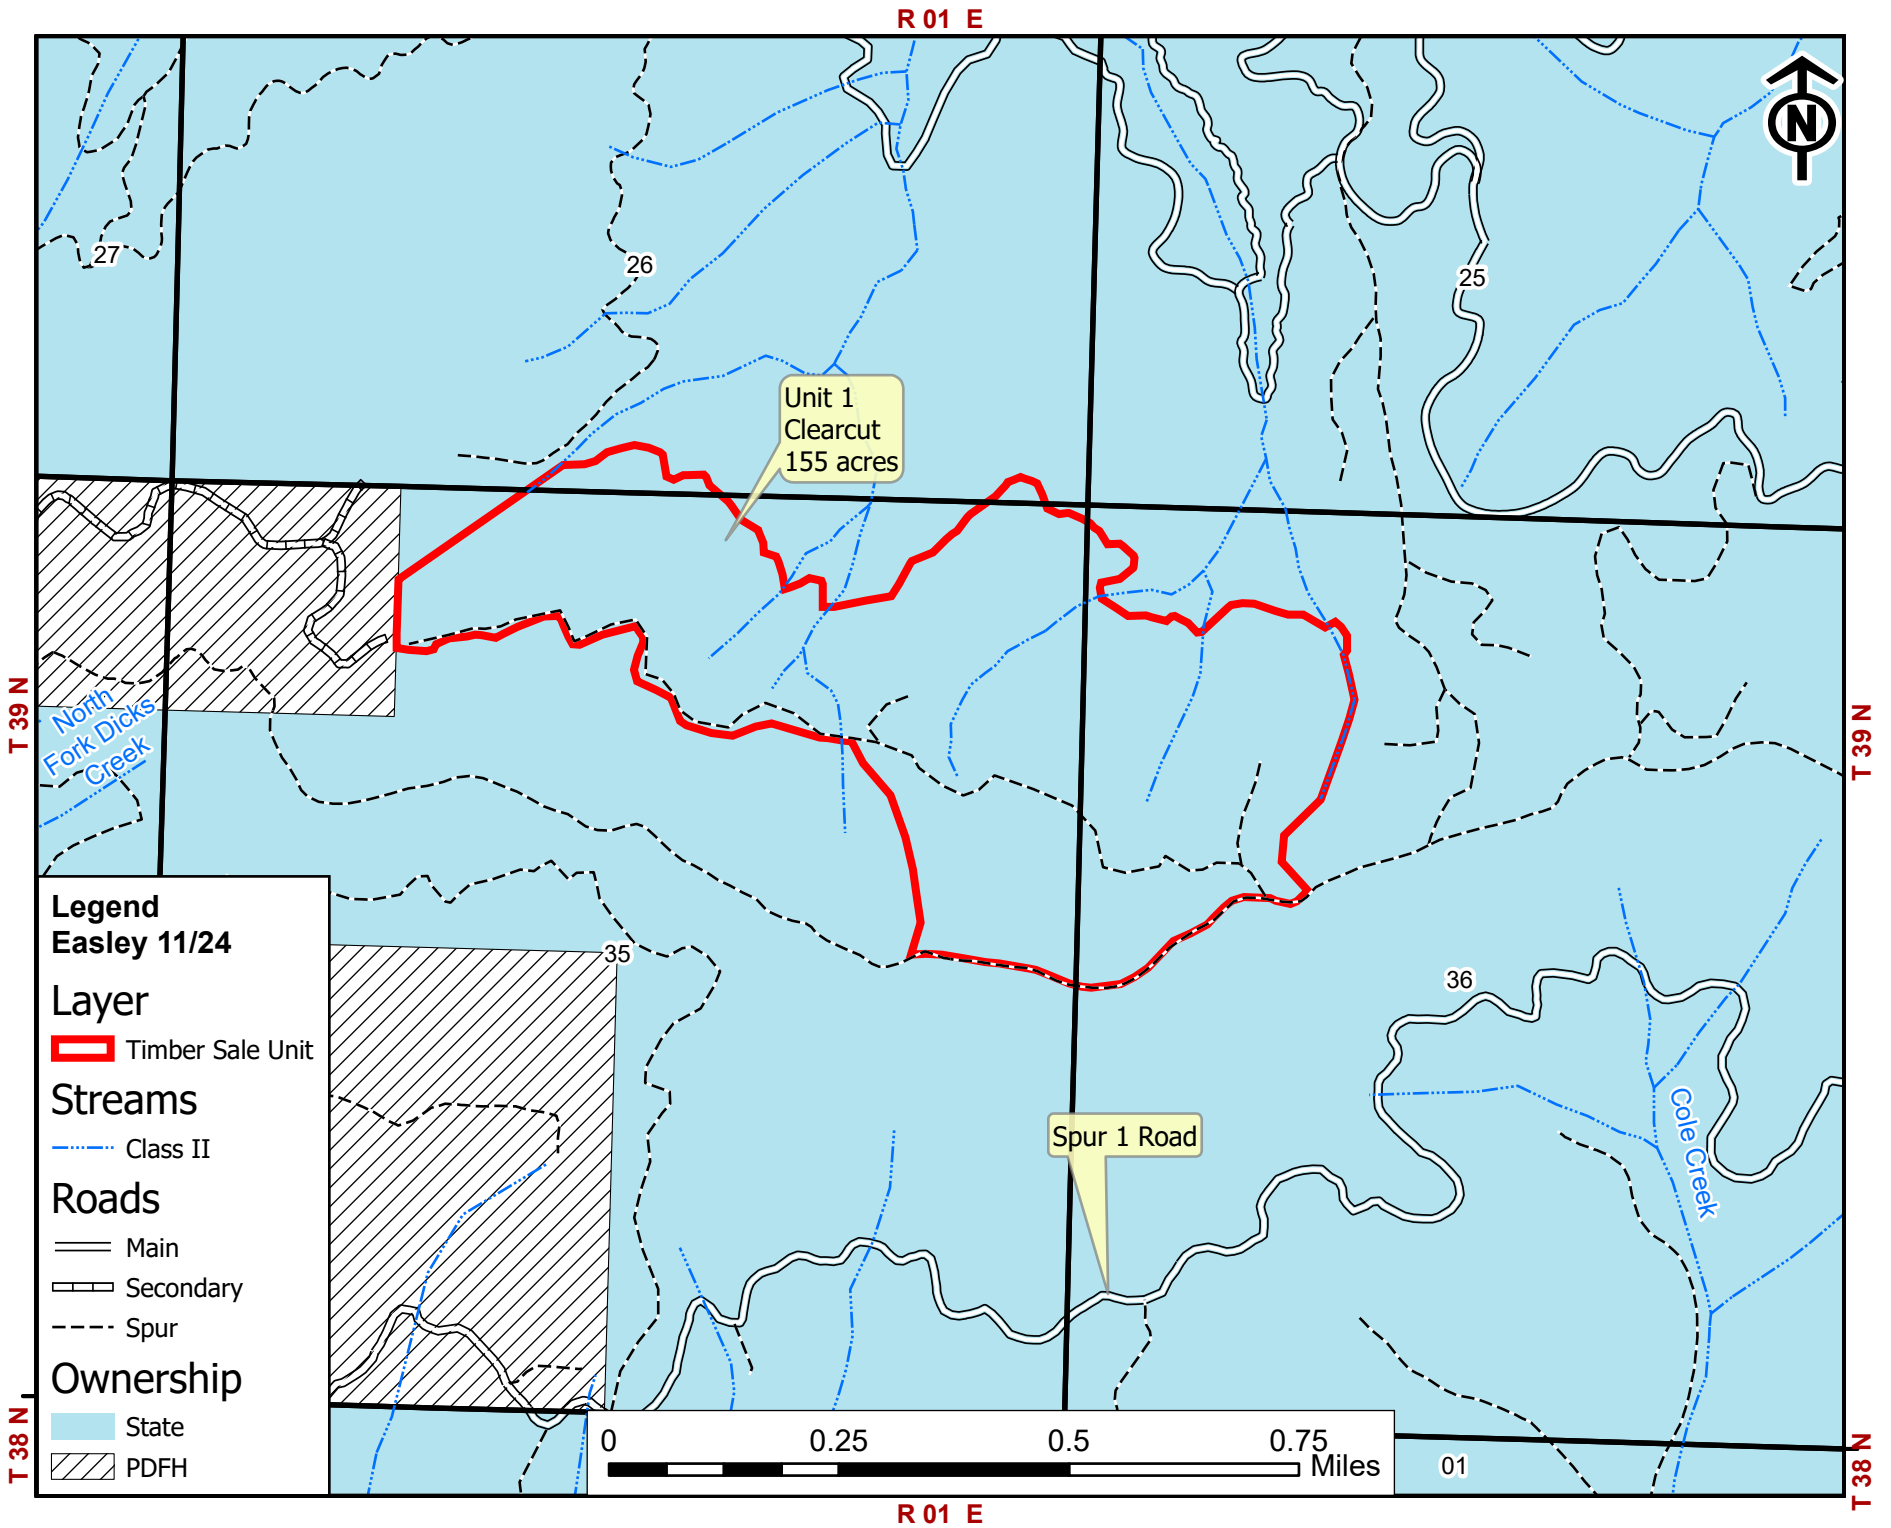 R 01 E
N
27
26
25
Unit 1
Clearcut
155 acres
T 39 N
T 39 N
North
Fork Dicks
Creek
35
36
Legend
Easley 11/24
Layer
Timber Sale Unit
Streams
Class II
Roads
Main
Secondary
Spur
Ownership
State
PDFH
Spur 1 Road
Cole Creek
T 38 N
T 38 N
0 0.25 0.5 0.75
Miles
01
R 01 E